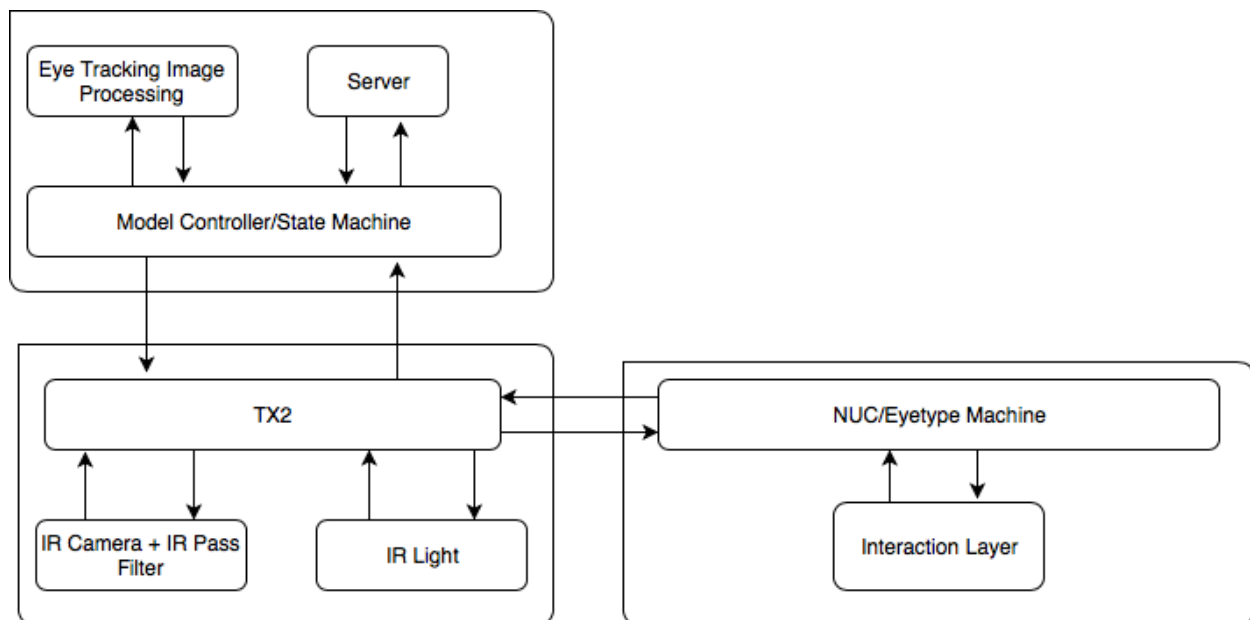 Eye Tracking Image
Processing
Server
Model Controller/State Machine
TX2
NUC/Eyetype Machine
IR Camera + IR Pass
Filter
IR Light
Interaction Layer